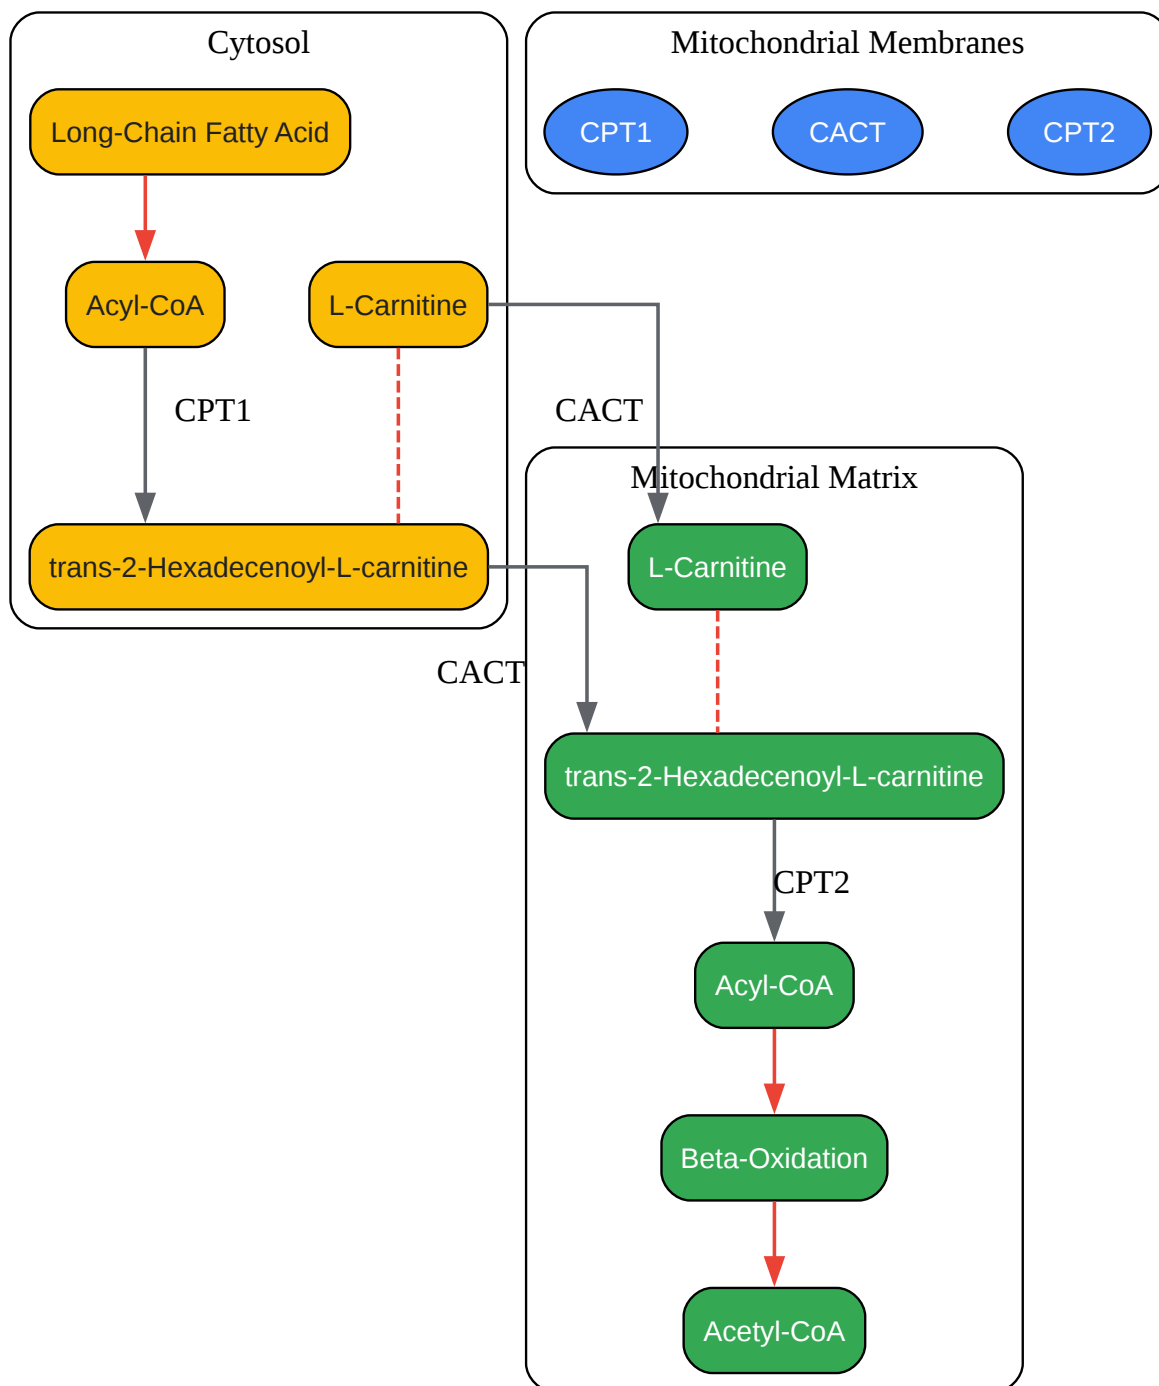 Cytosol
Long-Chain Fatty Acid
Acyl-CoA
L-Carnitine
CPT1
trans-2-Hexadecenoyl-L-carnitine
Mitochondrial Membranes
CPT1
CACT
CPT2
CACT
CACT
Mitochondrial Matrix
L-Carnitine
trans-2-Hexadecenoyl-L-carnitine
CPT2
Acyl-CoA
Beta-Oxidation
Acetyl-CoA